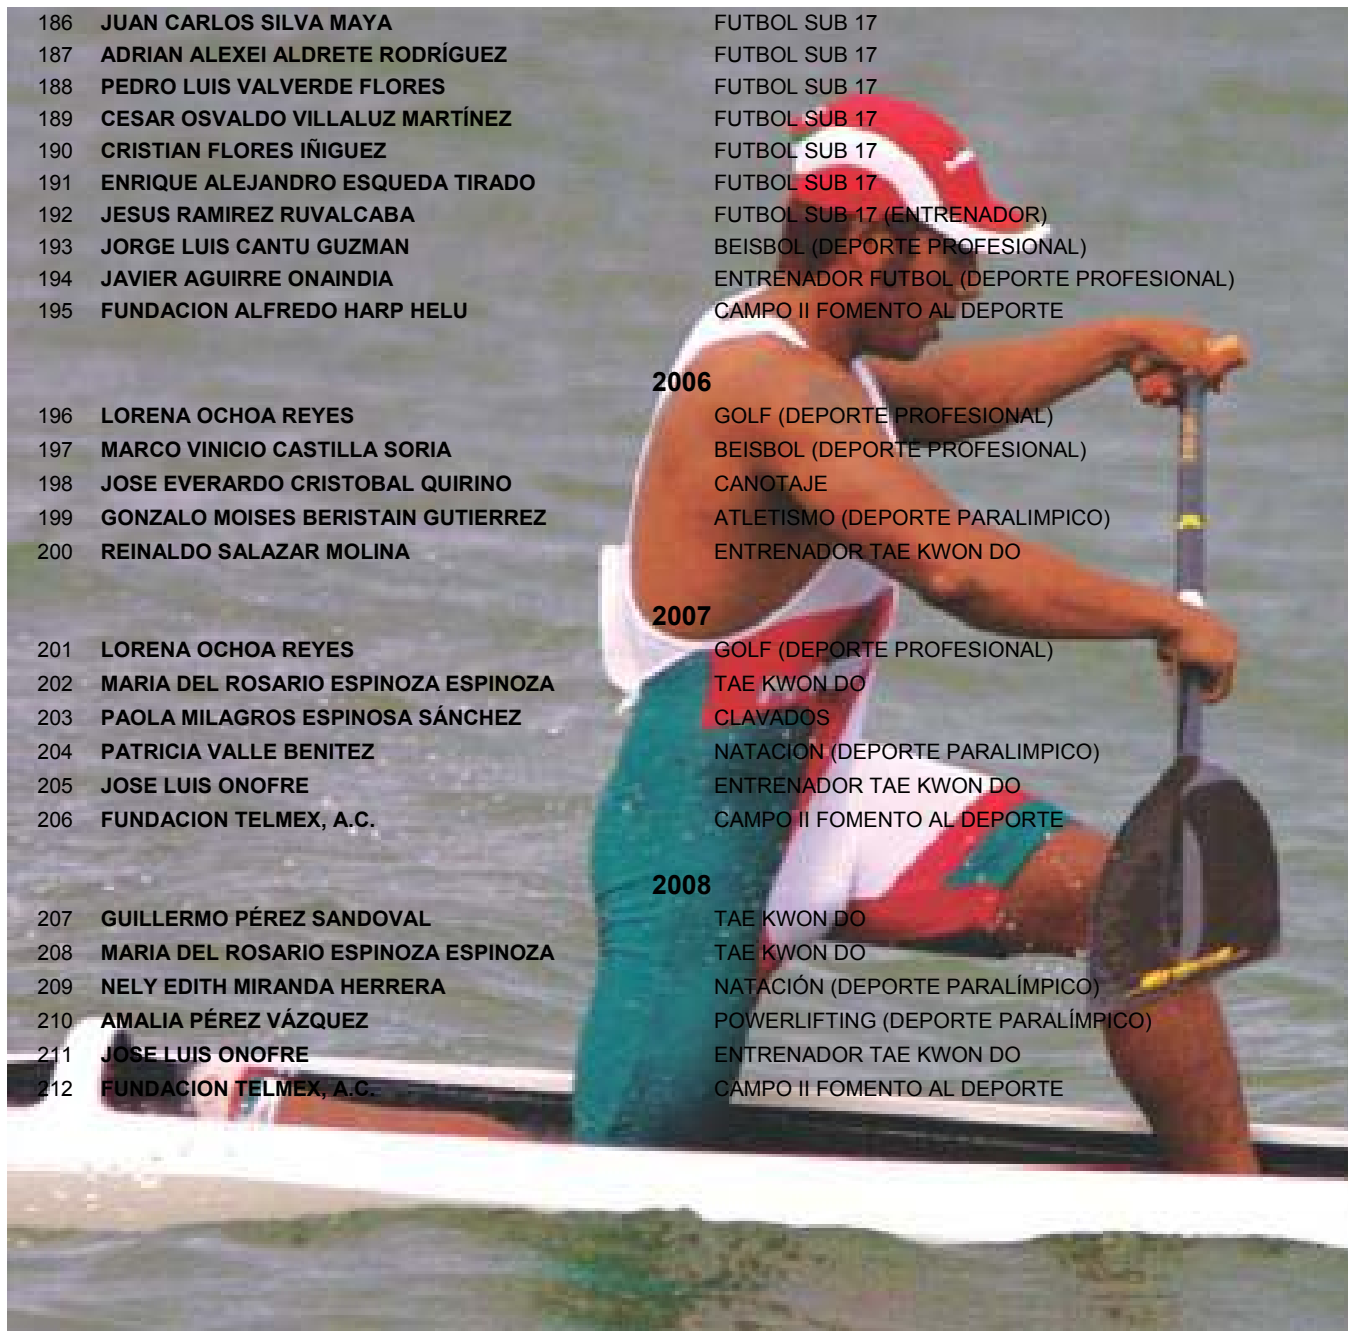 186 JUAN CARLOS SILVA MAYA FUTBOL SUB 17
187 ADRIAN ALEXEI ALDRETE RODRÍGUEZ FUTBOL SUB 17
188 PEDRO LUIS VALVERDE FLORES FUTBOL SUB 17
189 CESAR OSVALDO VILLALUZ MARTÍNEZ FUTBOL SUB 17
190 CRISTIAN FLORES IÑIGUEZ FUTBOL SUB 17
191 ENRIQUE ALEJANDRO ESQUEDA TIRADO FUTBOL SUB 17
192 JESUS RAMIREZ RUVALCABA FUTBOL SUB 17 (ENTRENADOR)
193 JORGE LUIS CANTU GUZMAN BEISBOL (DEPORTE PROFESIONAL)
194 JAVIER AGUIRRE ONAINDIA ENTRENADOR FUTBOL (DEPORTE PROFESIONAL)
195 FUNDACION ALFREDO HARP HELU CAMPO II FOMENTO AL DEPORTE
2006
196 LORENA OCHOA REYES GOLF (DEPORTE PROFESIONAL)
197 MARCO VINICIO CASTILLA SORIA BEISBOL (DEPORTE PROFESIONAL)
198 JOSE EVERARDO CRISTOBAL QUIRINO CANOTAJE
199 GONZALO MOISES BERISTAIN GUTIERREZ ATLETISMO (DEPORTE PARALIMPICO)
200 REINALDO SALAZAR MOLINA ENTRENADOR TAE KWON DO
2007
201 LORENA OCHOA REYES GOLF (DEPORTE PROFESIONAL)
202 MARIA DEL ROSARIO ESPINOZA ESPINOZA TAE KWON DO
203 PAOLA MILAGROS ESPINOSA SÁNCHEZ CLAVADOS
204 PATRICIA VALLE BENITEZ NATACION (DEPORTE PARALIMPICO)
205 JOSE LUIS ONOFRE ENTRENADOR TAE KWON DO
206 FUNDACION TELMEX, A.C. CAMPO II FOMENTO AL DEPORTE
2008
207 GUILLERMO PÉREZ SANDOVAL TAE KWON DO
208 MARIA DEL ROSARIO ESPINOZA ESPINOZA TAE KWON DO
209 NELY EDITH MIRANDA HERRERA NATACIÓN (DEPORTE PARALÍMPICO)
210 AMALIA PÉREZ VÁZQUEZ POWERLIFTING (DEPORTE PARALÍMPICO)
211 JOSE LUIS ONOFRE ENTRENADOR TAE KWON DO
212 FUNDACION TELMEX, A.C. CAMPO II FOMENTO AL DEPORTE